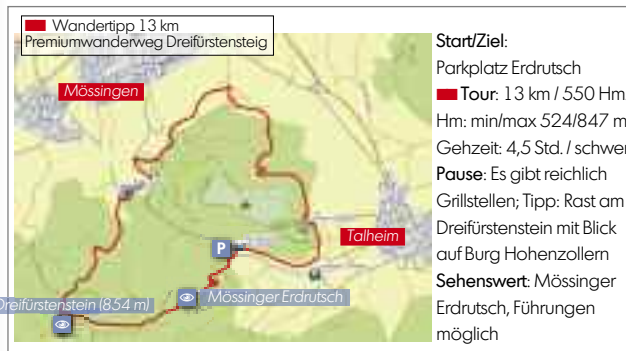 Wandertipp 13 km
Premiumwanderweg Dreifürstensteig
Mössingen
Talheim
P
Dreifürstenstein (854 m)
Mössinger Erdrutsch
Start/Ziel:
Parkplatz Erdrutsch
Tour: 13 km / 550 Hm
Hm: min/max 524/847 m
Gehzeit: 4,5 Std. / schwer
Pause: Es gibt reichlich
Grillstellen; Tipp: Rast am
Dreifürstenstein mit Blick
auf Burg Hohenzollern
Sehenswert: Mössinger
Erdrutsch, Führungen
möglich